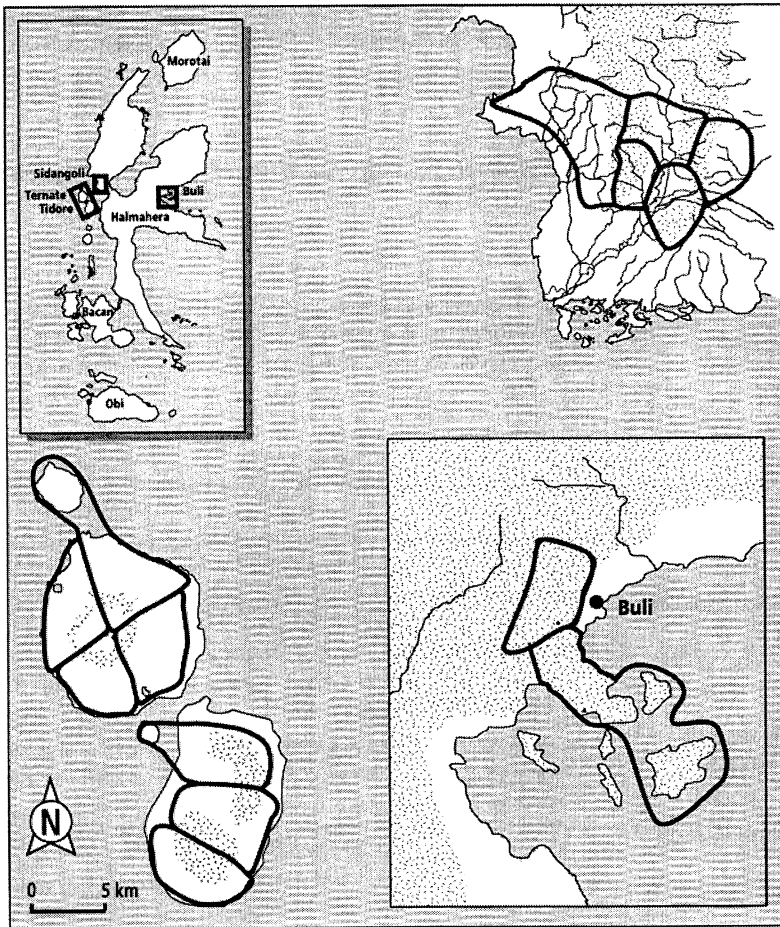 Morotai
Sidangoli
Ternate
Tidore
Buli
Halmahera
Bacan
Obi
Buli
N
0 5 km